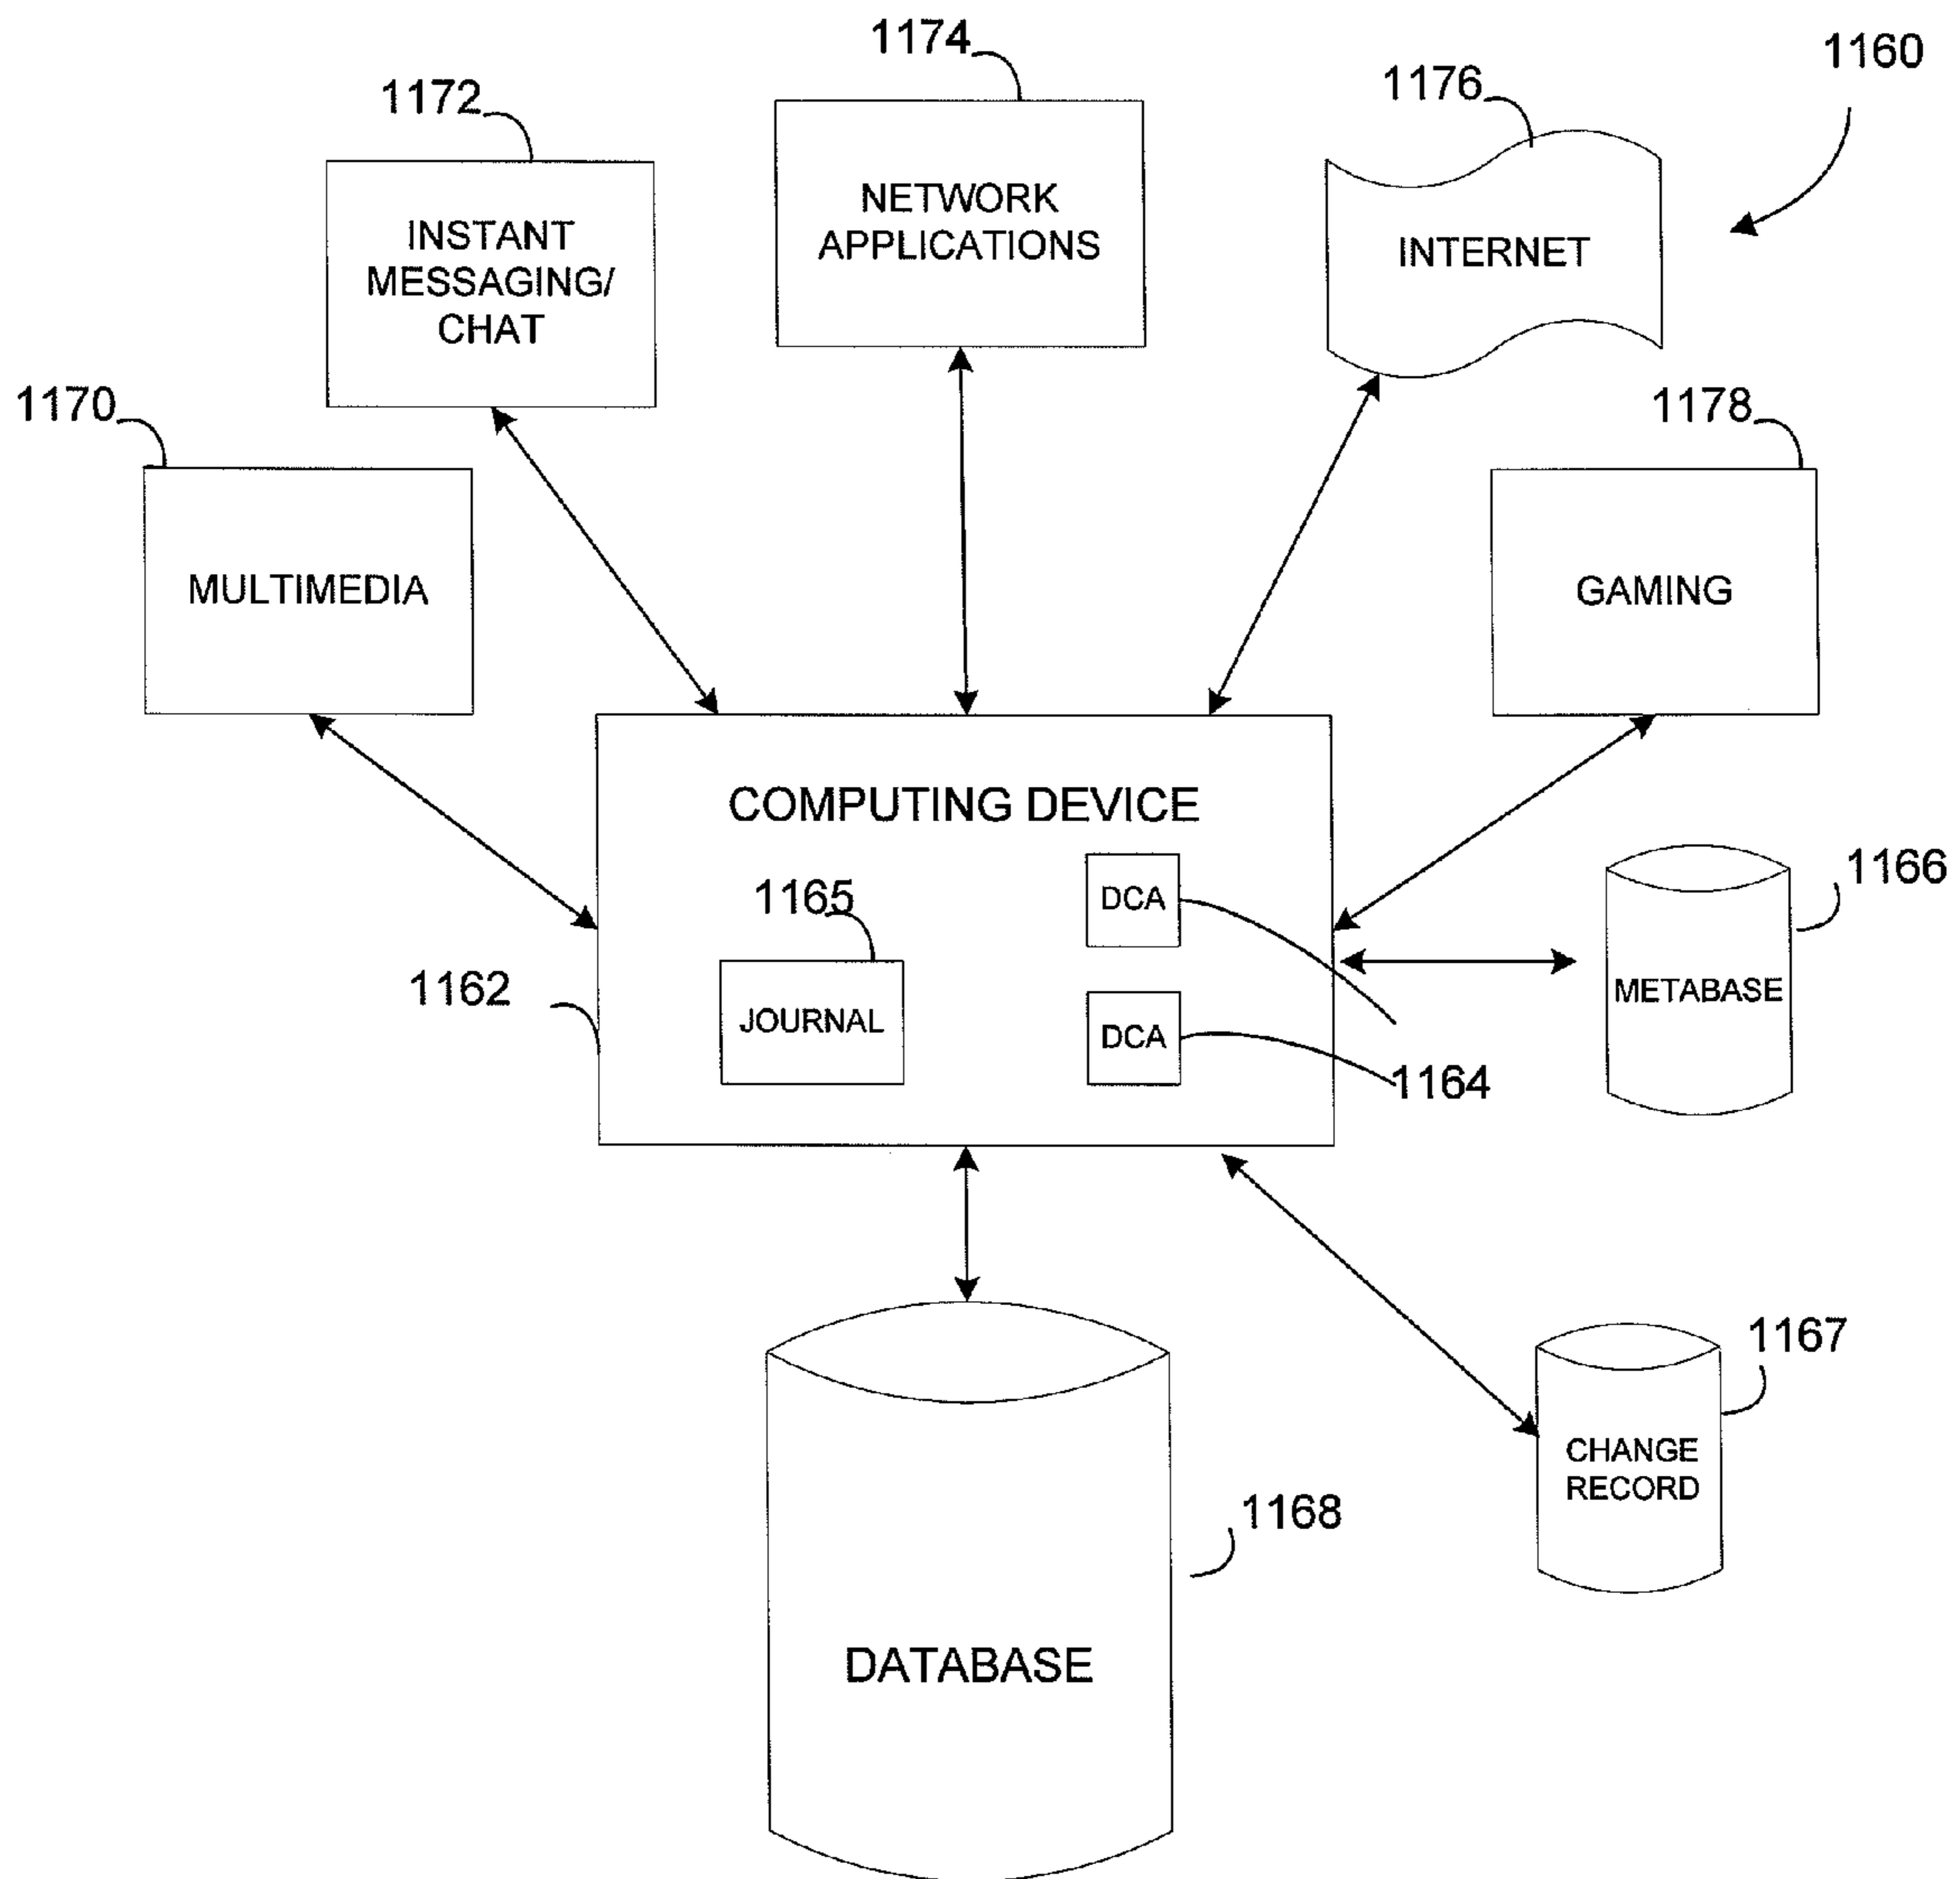 1174
1160
1172
1176
NETWORK
APPLICATIONS
INSTANT
MESSAGING/
CHAT
INTERNET
1170
1178
MULTIMEDIA
GAMING
COMPUTING DEVICE
1166
1165
DCA
1162
JOURNAL
METABASE
DCA
1164
1167
CHANGE
RECORD
1168
DATABASE